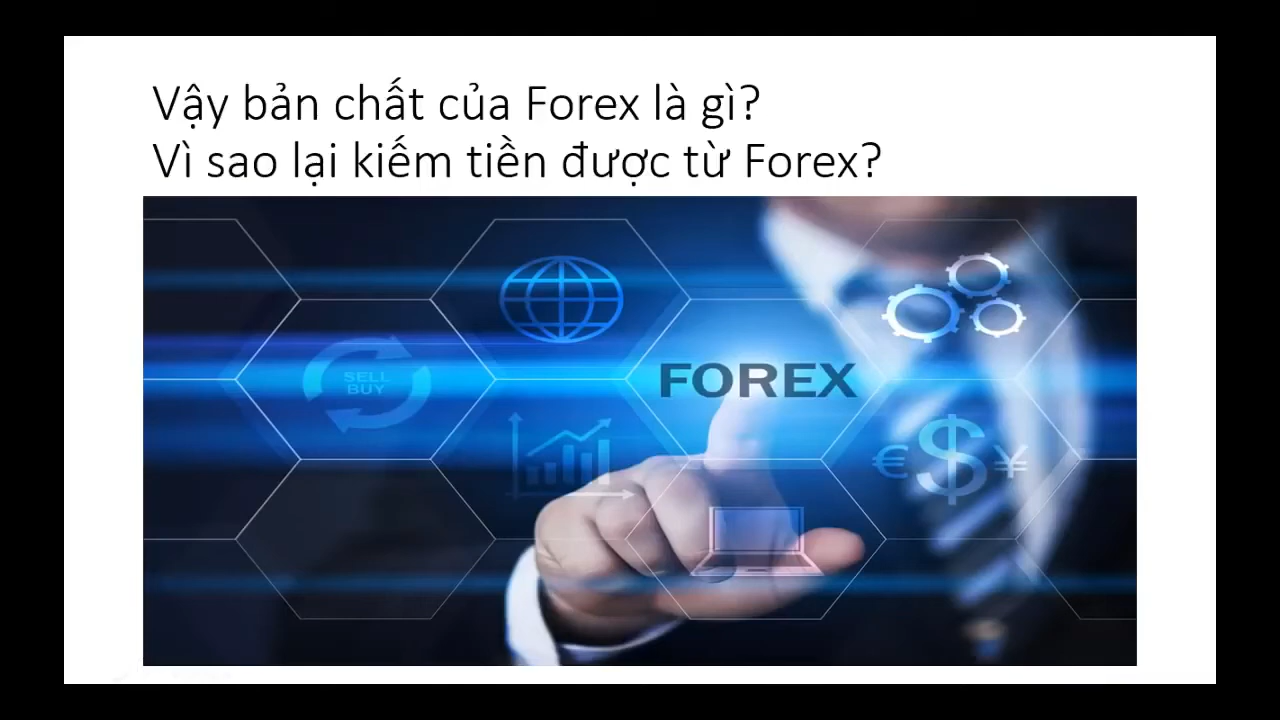 Vậy bản chất của Forex là gì?
Vì sao lại kiếm tiền được từ Forex?
SELL
BUY
FOREX
€ $ ¥